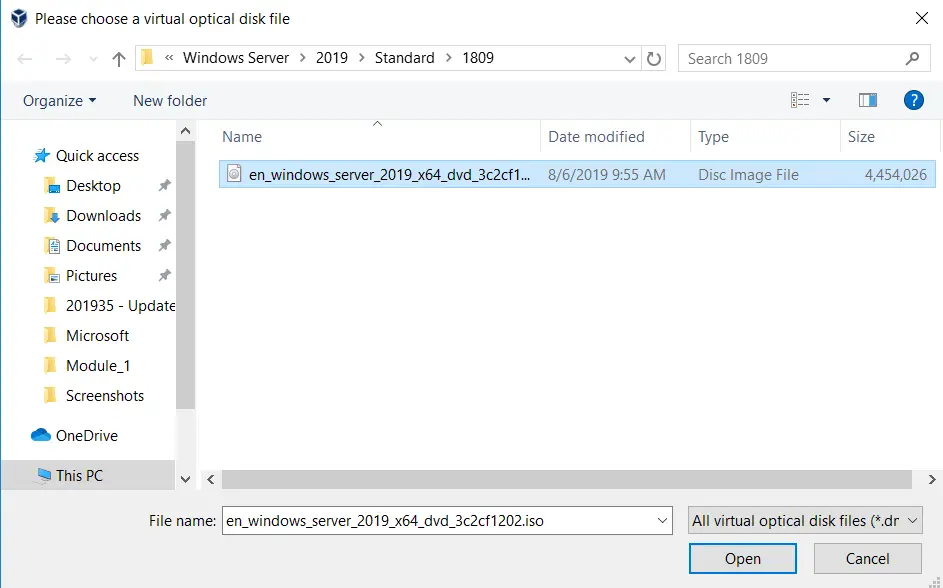 Please choose a virtual optical disk file
« Windows Server > 2019 > Standard > 1809
Search 1809
Organize
New folder
?
Name
Date modified
Type
Size
en_windows_server_2019_x64_dvd_3c2cf1...
8/6/2019 9:55 AM
Disc Image File
4,454,026
Quick access
Desktop
Downloads
Documents
Pictures
201935 - Update
Microsoft
Module_1
Screenshots
OneDrive
This PC
File name:
en_windows_server_2019_x64_dvd_3c2cf1202.iso
All virtual optical disk files (*.dr
Open
Cancel